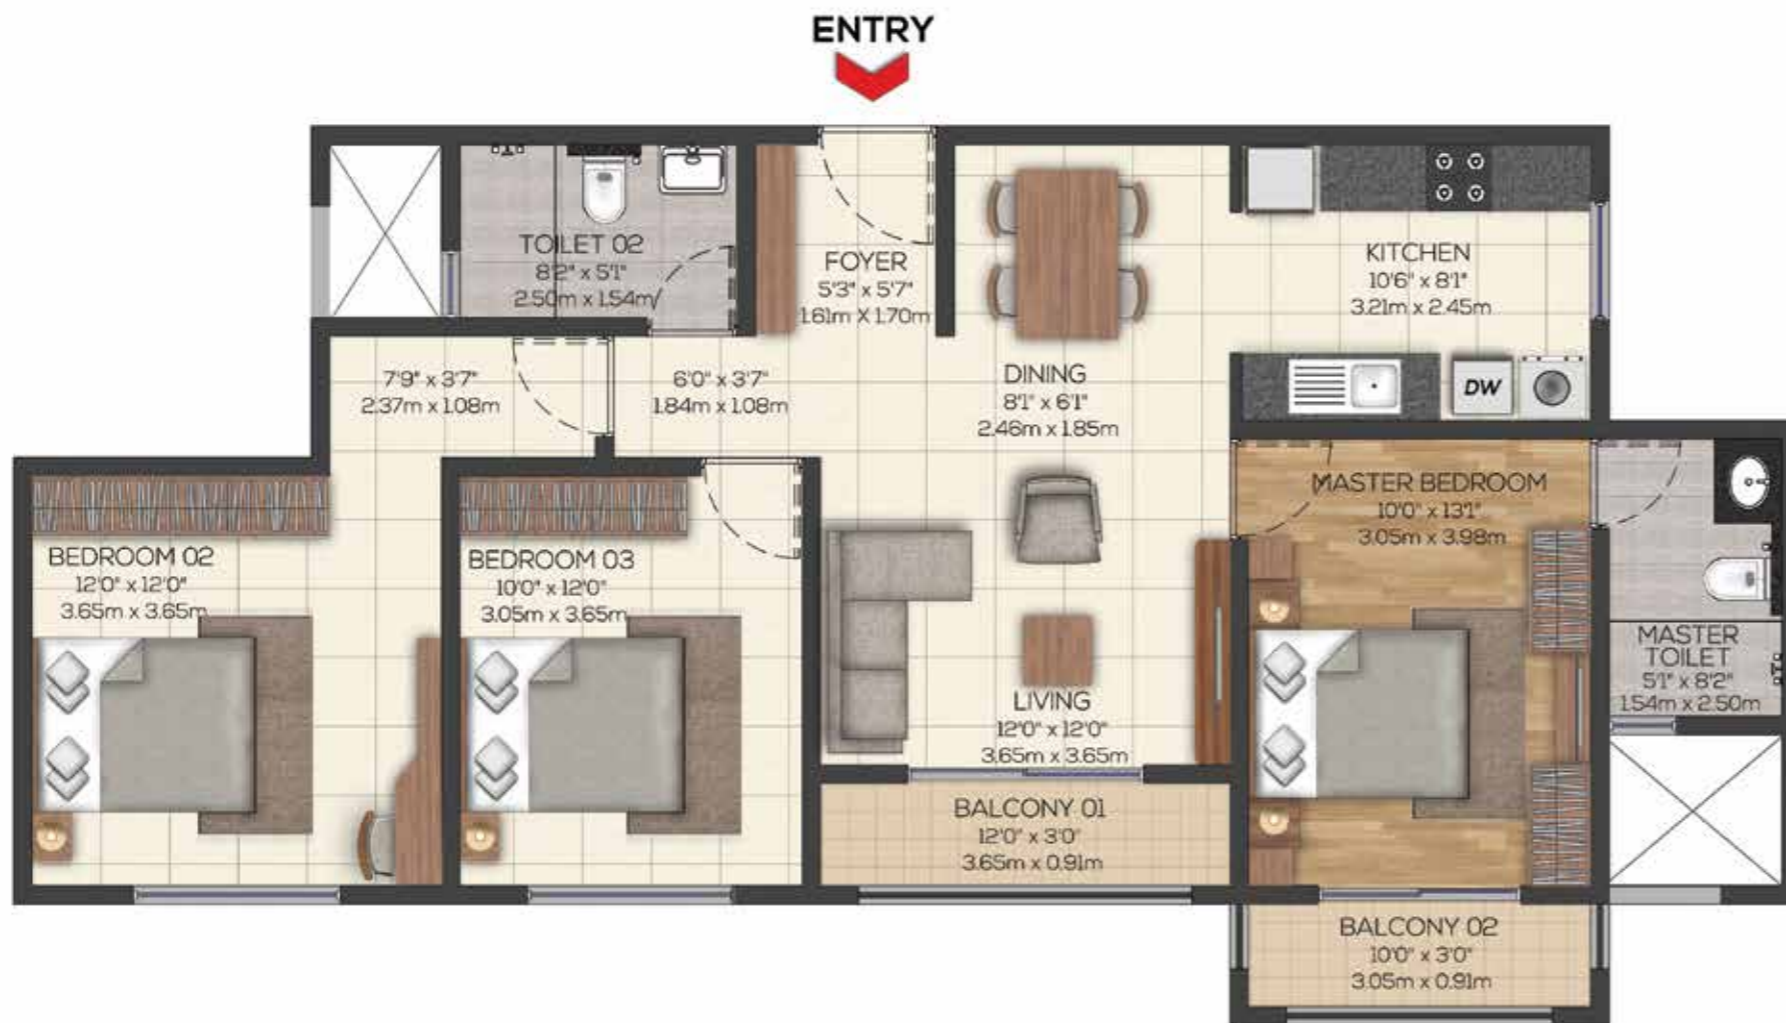 ENTRY
TOILET 02
8'2" x 5'1"
2.50m x 1.54m
FOYER
5'3" x 5'7"
1.61m X 1.70m
KITCHEN
10'6" x 8'1"
3.21m x 2.45m
7'9" x 3'7"
2.37m x 1.08m
6'0" x 3'7"
1.84m x 1.08m
DINING
8'1" x 6'1"
2.46m x 1.85m
DW
MASTER BEDROOM
10'0" x 13'1"
3.05m x 3.98m
BEDROOM 02
12'0" x 12'0"
3.65m x 3.65m
BEDROOM 03
10'0" x 12'0"
3.05m x 3.65m
MASTER
TOILET
5'1" x 8'2"
1.54m x 2.50m
LIVING
12'0" x 12'0"
3.65m x 3.65m
BALCONY 01
12'0" x 3'0"
3.65m x 0.91m
BALCONY 02
10'0" x 3'0"
3.05m x 0.91m